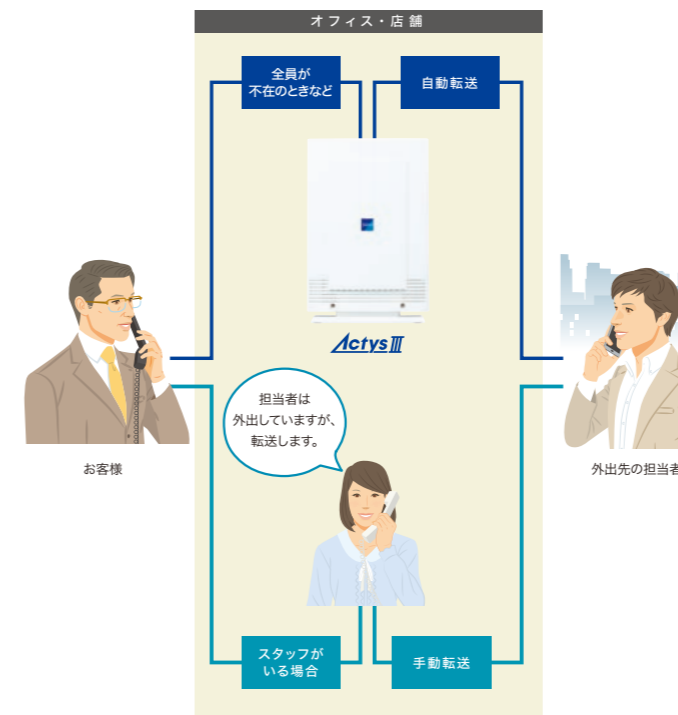 オフィス・店舗
全員が
不在のときなど
自動転送
Actys III
担当者は
外出していますが、
転送します。
お客様
外出先の担当者
スタッフが
いる場合
手動転送